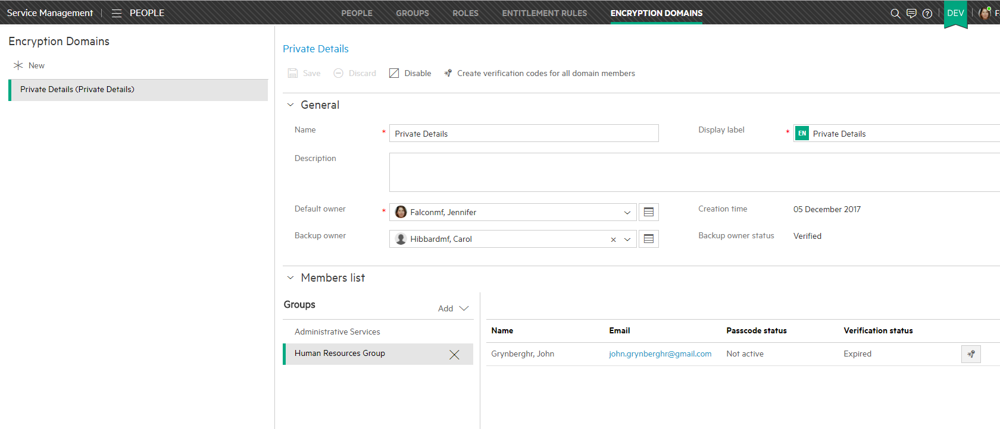 Service Management
PEOPLE
PEOPLE
GROUPS
ROLES
ENTITLEMENT RULES
ENCRYPTION DOMAINS
DEV
F
Encryption Domains
New
Private Details (Private Details)
Private Details
Save
Discard
Disable
Create verification codes for all domain members
General
Name
* Private Details
Display label
* EN Private Details
Description
Default owner
* Falconmf, Jennifer
Creation time
05 December 2017
Backup owner
Hibbardmf, Carol
Backup owner status
Verified
Members list
Groups
Add
Administrative Services
Human Resources Group
Name Email Passcode status Verification status
Grynberghr, John john.grynberghr@gmail.com Not active Expired